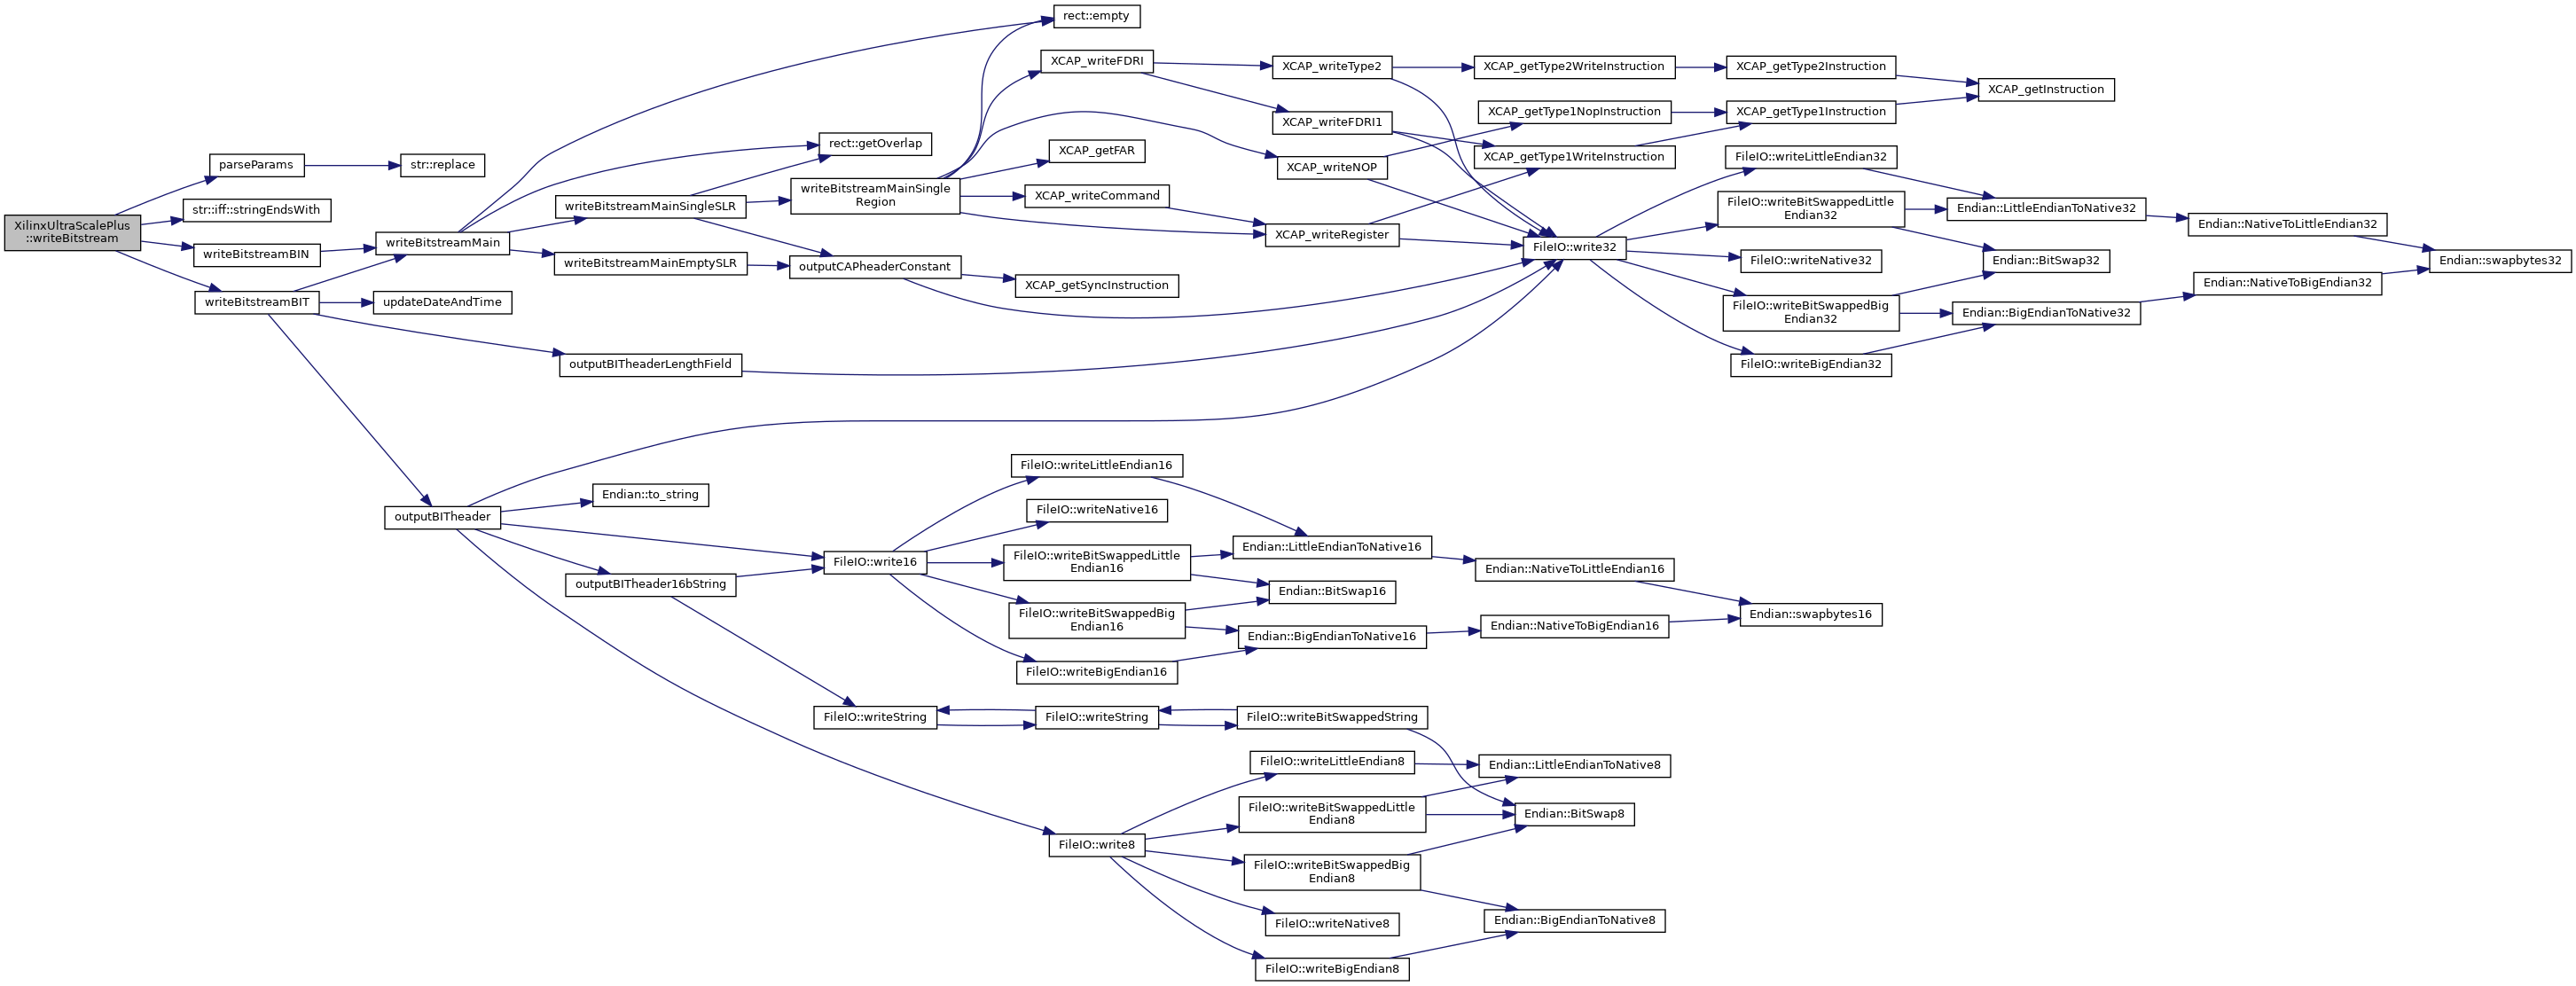 XilinxUltraScalePlus
::writeBitstream
parseParams
str::replace
str::iff::stringEndsWith
writeBitstreamBIN
writeBitstreamBIT
writeBitstreamMain
updateDateAndTime
rect::empty
rect::getOverlap
writeBitstreamMainSingleSLR
writeBitstreamMainEmptySLR
writeBitstreamMainSingle
Region
outputCAPheaderConstant
outputBITheaderLengthField
XCAP_writeFDRI
XCAP_getFAR
XCAP_writeCommand
XCAP_getSyncInstruction
XCAP_writeType2
XCAP_writeFDRI1
XCAP_writeNOP
XCAP_writeRegister
XCAP_getType2WriteInstruction
XCAP_getType1NopInstruction
XCAP_getType1WriteInstruction
XCAP_getType2Instruction
XCAP_getType1Instruction
XCAP_getInstruction
FileIO::write32
FileIO::writeLittleEndian32
FileIO::writeBitSwappedLittle
Endian32
FileIO::writeNative32
FileIO::writeBitSwappedBig
Endian32
FileIO::writeBigEndian32
Endian::LittleEndianToNative32
Endian::BitSwap32
Endian::BigEndianToNative32
Endian::NativeToLittleEndian32
Endian::NativeToBigEndian32
Endian::swapbytes32
outputBITheader
Endian::to_string
outputBITheader16bString
FileIO::write16
FileIO::writeLittleEndian16
FileIO::writeNative16
FileIO::writeBitSwappedLittle
Endian16
FileIO::writeBitSwappedBig
Endian16
FileIO::writeBigEndian16
Endian::LittleEndianToNative16
Endian::BitSwap16
Endian::BigEndianToNative16
Endian::NativeToLittleEndian16
Endian::NativeToBigEndian16
Endian::swapbytes16
FileIO::writeString
FileIO::writeString
FileIO::writeBitSwappedString
FileIO::write8
FileIO::writeLittleEndian8
FileIO::writeBitSwappedLittle
Endian8
FileIO::writeBitSwappedBig
Endian8
FileIO::writeNative8
FileIO::writeBigEndian8
Endian::LittleEndianToNative8
Endian::BitSwap8
Endian::BigEndianToNative8